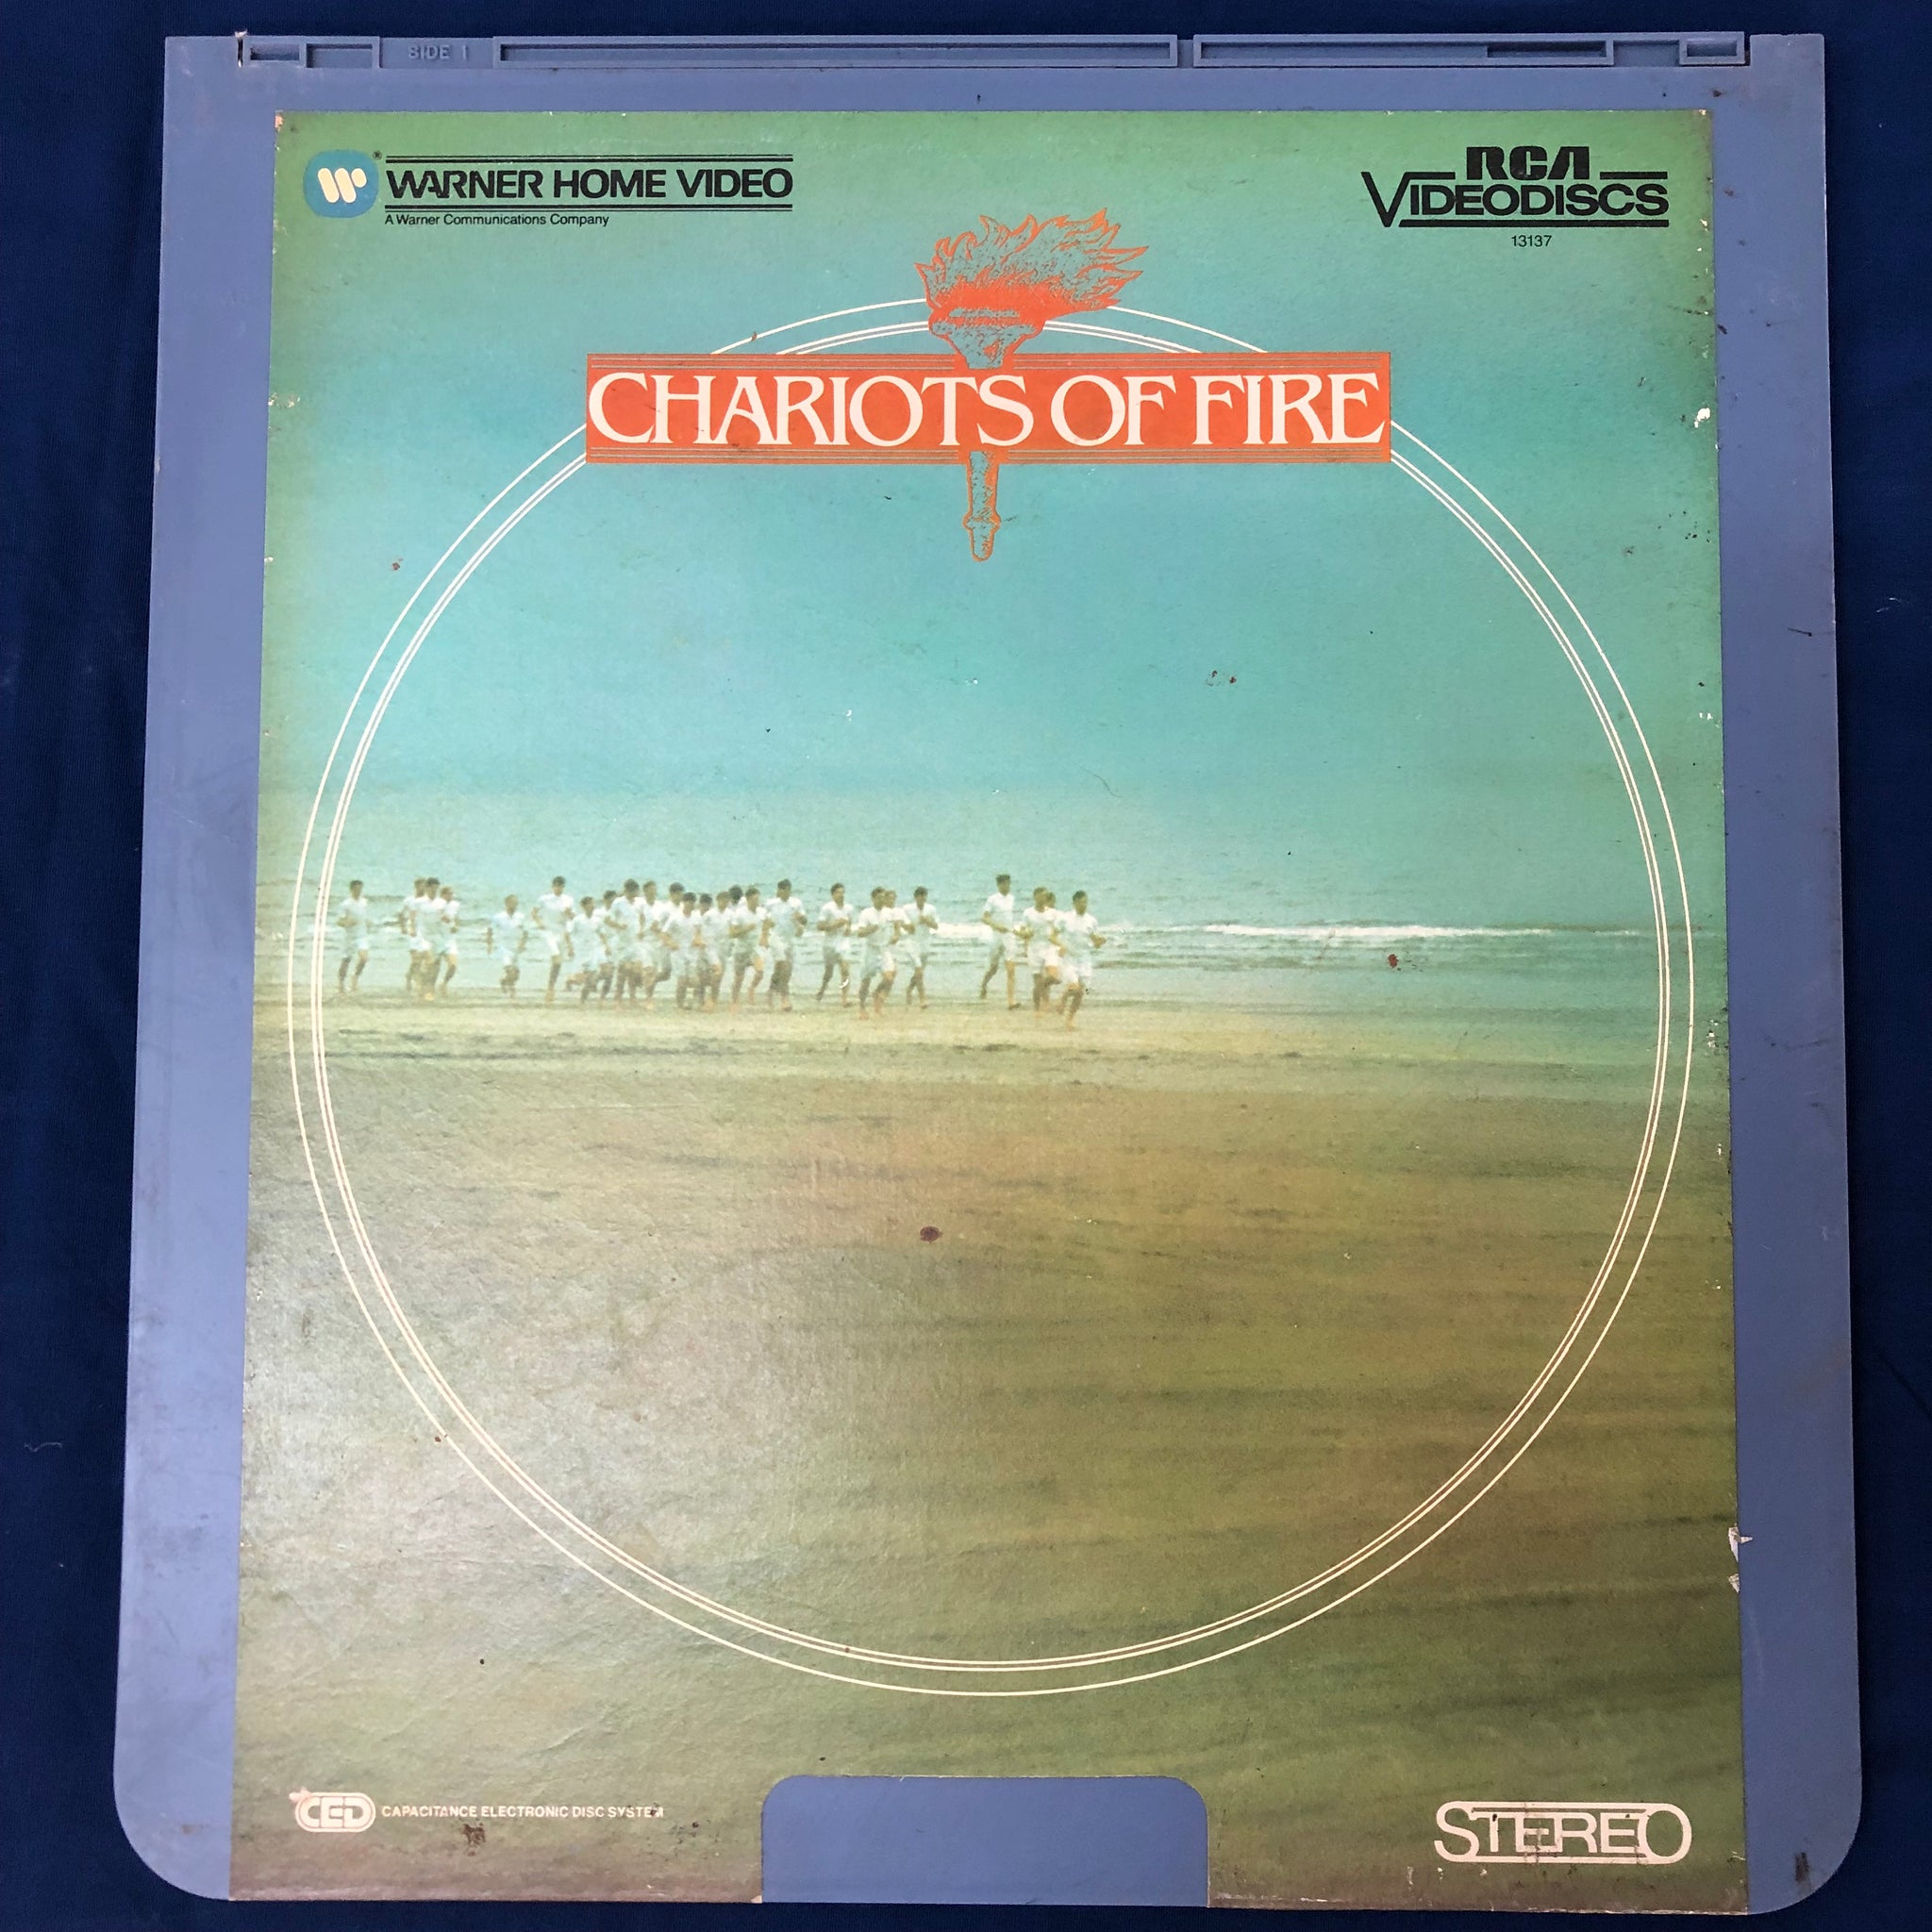 SIDE 1
W® WARNER HOME VIDEO
A Warner Communications Company
RCA
VIDEODISCS
13137
CHARIOTS OF FIRE
CED CAPACITANCE ELECTRONIC DISC SYSTEM
STEREO